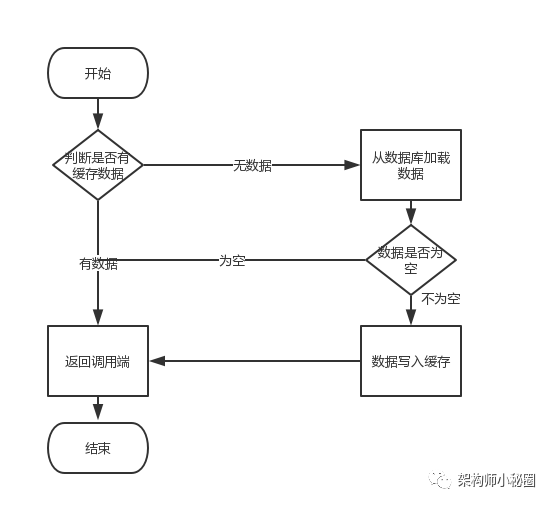 开始
判断是否有
缓存数据
无数据
从数据库加载
数据
数据是否为
空
为空
有数据
不为空
返回调用端
数据写入缓存
结束
架构师小秘圈